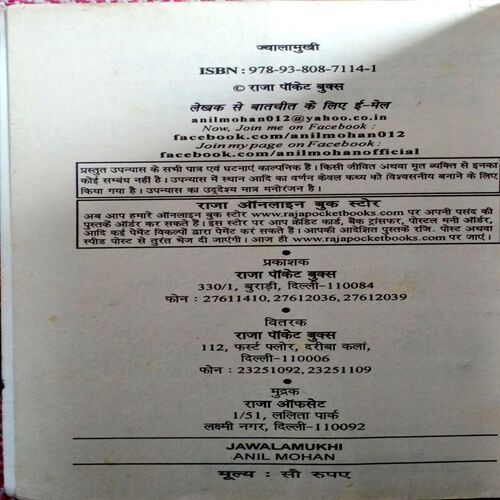 ज्वालामुखी
ISBN : 978-93-808-7114-1
© राजा पॉकेट बुक्स
लेखक से बातचीत के लिए ई-मेल
anilmohan012@yahoo.co.in
Now, Join me on Facebook :
facebook.com/anilmohan012
Join my page on Facebook :
facebook.com/anilmohanofficial
प्रस्तुत उपन्यास के सभी पात्र एवं घटनाएं काल्पनिक हैं। किसी जीवित अथवा मृत व्यक्ति से इनका
कोई सम्बंध नहीं है। उपन्यास में स्थान आदि का वर्णन केवल कथ्य को विश्वसनीय बनाने के लिए
किया गया है। उपन्यास का उद्देश्य मात्र मनोरंजन है।
राजा ऑनलाइन बुक स्टोर
अब आप हमारे ऑनलाइन बुक स्टोर www.rajapocketbooks.com पर अपनी पसंद की
पुस्तकें ऑर्डर कर सकते हैं। इस स्टोर पर आप क्रेडिट कार्ड, बैंक ट्रांसफर, पोस्टल मनी ऑर्डर,
आदि कई पेमेंट विकल्पों द्वारा पेमेंट कर सकते हैं। आपकी आदेशित पुस्तकें रजि. पोस्ट अथवा
स्पीड पोस्ट से तुरंत भेज दी जाएंगी। आज ही www.rajapocketbooks.com पर जाएं।
प्रकाशक
राजा पॉकेट बुक्स
330/1, बुराड़ी, दिल्ली-110084
फोन : 27611410, 27612036, 27612039
वितरक
राजा पॉकेट बुक्स
112, फर्स्ट फ्लोर, दरीबा कलां,
दिल्ली-110006
फोन : 23251092, 23251109
मुद्रक
राजा ऑफसेट
1/51, ललिता पार्क
लक्ष्मी नगर, दिल्ली-110092
JAWALAMUKHI
ANIL MOHAN
मूल्य : सौ रुपए